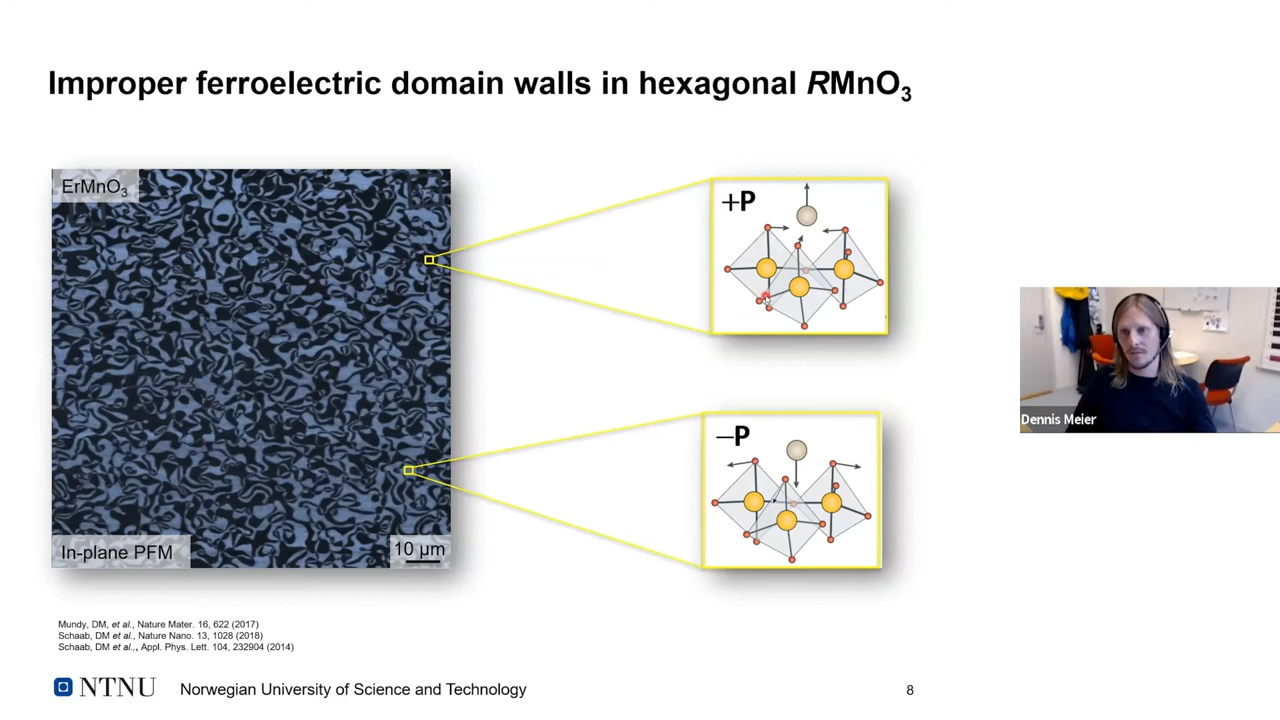 Improper ferroelectric domain walls in hexagonal RMnO₃
ErMnO₃
In-plane PFM
10 μm
+P
–P
Dennis Meier
Mundy, DM, et al., Nature Mater. 16, 622 (2017)
Schaab, DM et al., Nature Nano. 13, 1028 (2018)
Schaab, DM et al.,, Appl. Phys. Lett. 104, 232904 (2014)
NTNU
Norwegian University of Science and Technology
8